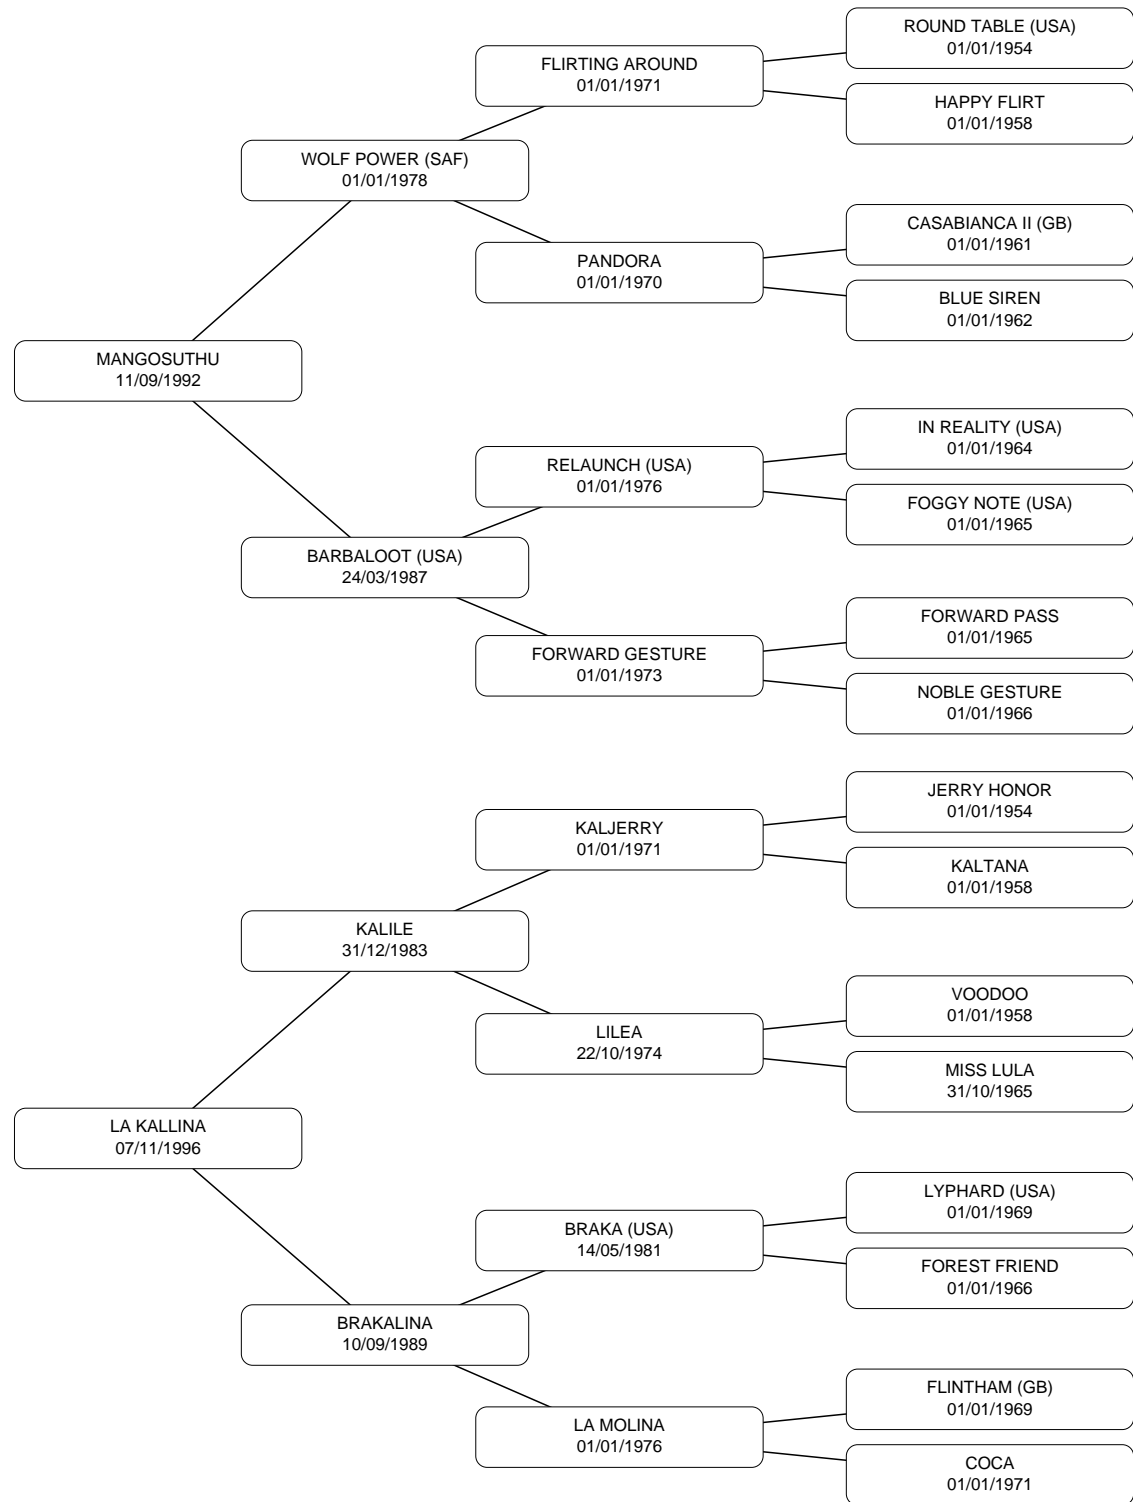 ROUND TABLE (USA)
01/01/1954
FLIRTING AROUND
01/01/1971
HAPPY FLIRT
01/01/1958
WOLF POWER (SAF)
01/01/1978
CASABIANCA II (GB)
01/01/1961
PANDORA
01/01/1970
BLUE SIREN
01/01/1962
MANGOSUTHU
11/09/1992
IN REALITY (USA)
01/01/1964
RELAUNCH (USA)
01/01/1976
FOGGY NOTE (USA)
01/01/1965
BARBALOOT (USA)
24/03/1987
FORWARD PASS
01/01/1965
FORWARD GESTURE
01/01/1973
NOBLE GESTURE
01/01/1966
JERRY HONOR
01/01/1954
KALJERRY
01/01/1971
KALTANA
01/01/1958
KALILE
31/12/1983
VOODOO
01/01/1958
LILEA
22/10/1974
MISS LULA
31/10/1965
LA KALLINA
07/11/1996
LYPHARD (USA)
01/01/1969
BRAKA (USA)
14/05/1981
FOREST FRIEND
01/01/1966
BRAKALINA
10/09/1989
FLINTHAM (GB)
01/01/1969
LA MOLINA
01/01/1976
COCA
01/01/1971